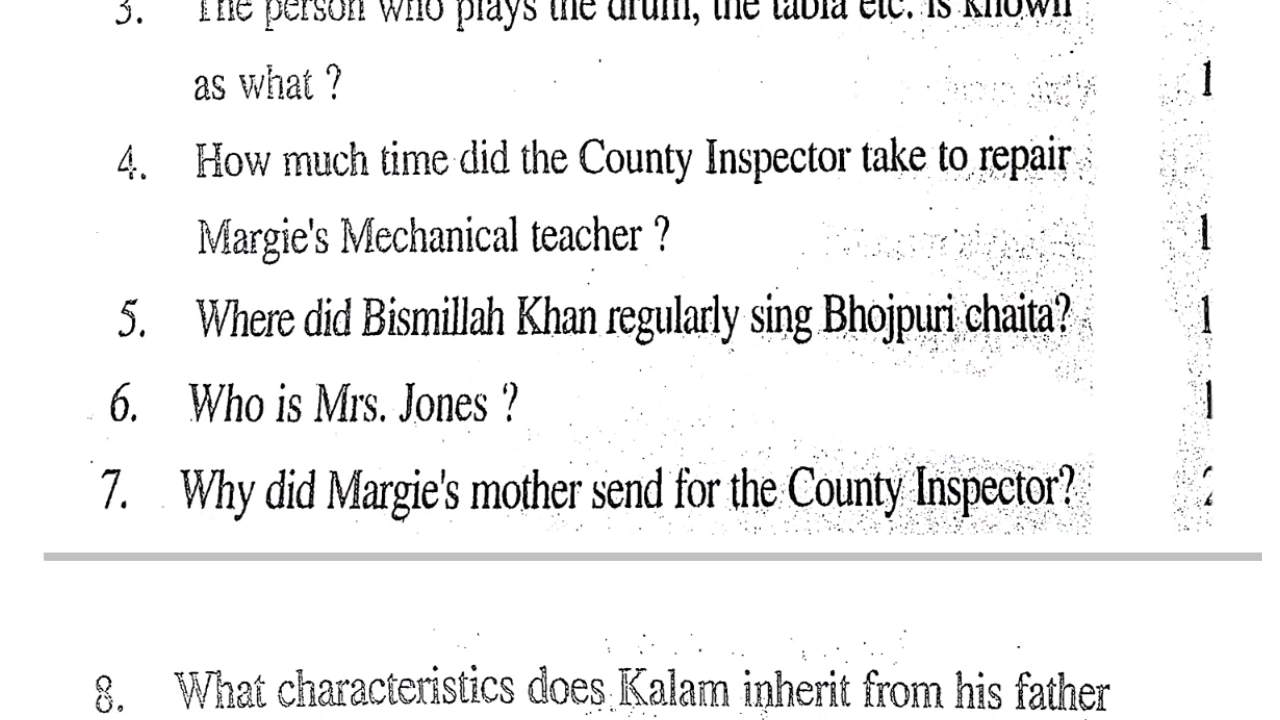 3. The person who plays the drum, the tabla etc. is known
as what ? 1
4. How much time did the County Inspector take to repair
Margie's Mechanical teacher ? 1
5. Where did Bismillah Khan regularly sing Bhojpuri chaita? 1
6. Who is Mrs. Jones ? 1
7. Why did Margie's mother send for the County Inspector? 2
8. What characteristics does Kalam inherit from his father